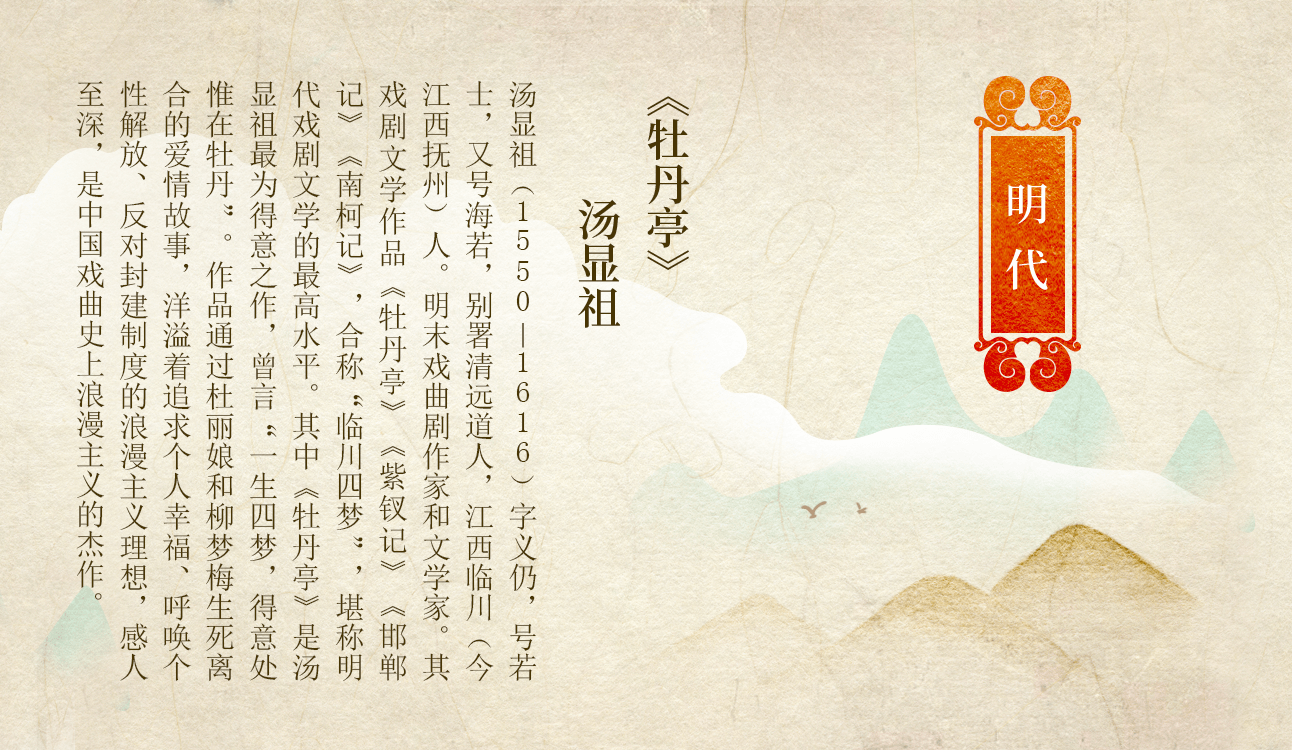 明代
《牡丹亭》
汤显祖
汤显祖（1550—1616）字义仍，号若
士，又号海若，别署清远道人，江西临川（今
江西抚州）人。明末戏曲剧作家和文学家。其
戏剧文学作品《牡丹亭》《紫钗记》《邯郸
记》《南柯记》，合称“临川四梦”，堪称明
代戏剧文学的最高水平。其中《牡丹亭》是汤
显祖最为得意之作，曾言“一生四梦，得意处
惟在牡丹”。作品通过杜丽娘和柳梦梅生死离
合的爱情故事，洋溢着追求个人幸福、呼唤个
性解放、反对封建制度的浪漫主义理想，感人
至深，是中国戏曲史上浪漫主义的杰作。